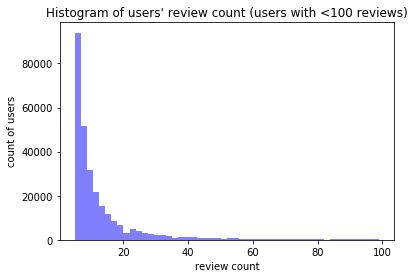 Histogram of users' review count (users with <100 reviews)
count of users
80000
60000
40000
20000
0
20 40 60 80 100
review count